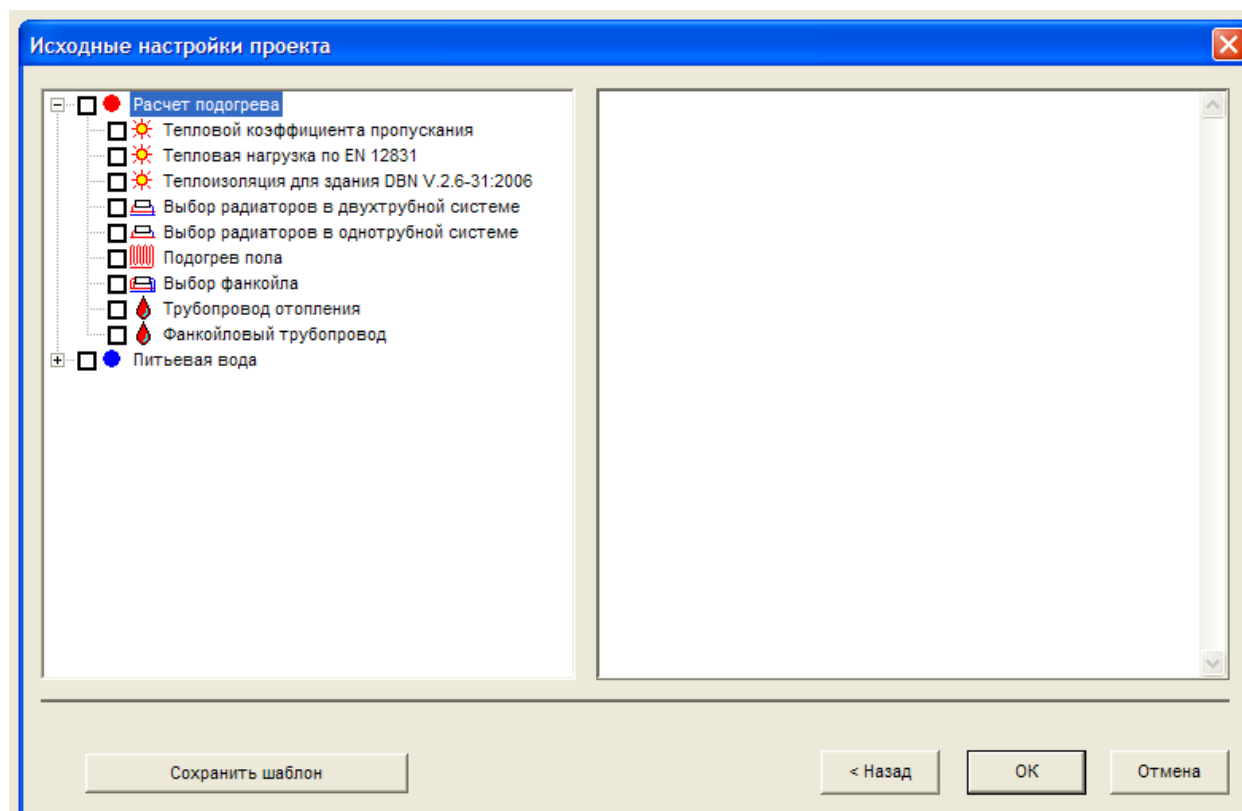 Исходные настройки проекта
Расчет подогрева
Тепловой коэффициента пропускания
Тепловая нагрузка по EN 12831
Теплоизоляция для здания DBN V.2.6-31:2006
Выбор радиаторов в двухтрубной системе
Выбор радиаторов в однотрубной системе
Подогрев пола
Выбор фанкойла
Трубопровод отопления
Фанкойловый трубопровод
Питьевая вода
Сохранить шаблон
< Назад
ОК
Отмена